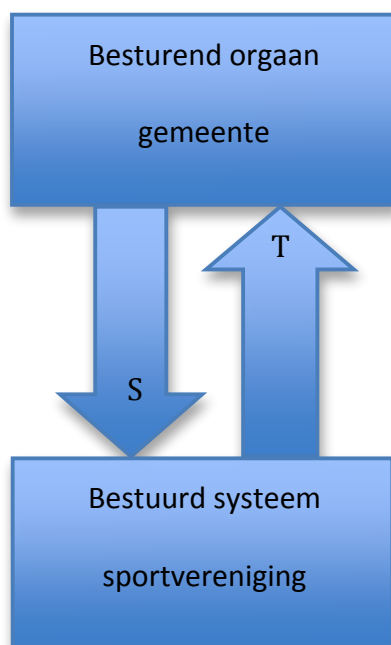 Besturend orgaan
gemeente
T
S
Bestuurd systeem
sportvereniging